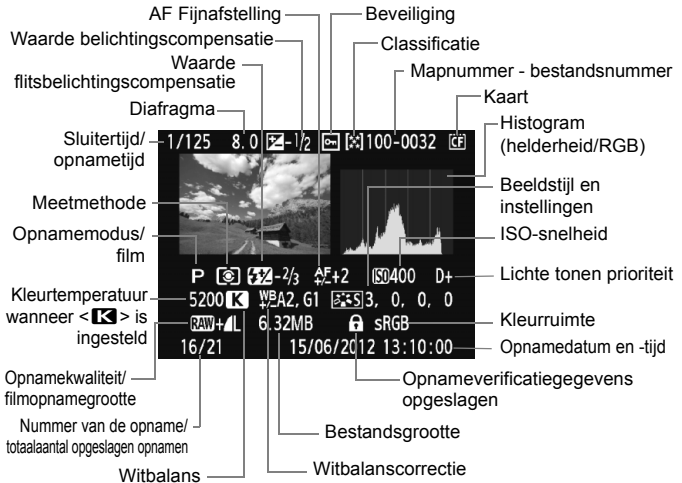 AF Fijnafstelling
Beveiliging
Waarde belichtingscompensatie
Classificatie
Waarde
flitsbelichtingscompensatie
Mapnummer - bestandsnummer
Diafragma
Kaart
Sluitertijd/
opnametijd
1/125 8.0 -1/2 100-0032 CF
Histogram
(helderheid/RGB)
Meetmethode
Beeldstijl en
instellingen
Opnamemodus/
film
ISO-snelheid
P -2/3 AF+2 ISO400 D+
Lichte tonen prioriteit
Kleurtemperatuur
wanneer <K> is
ingesteld
5200 K WB A2, G1 S 3, 0, 0, 0
RAW+L 6.32MB sRGB
Kleurruimte
16/21 15/06/2012 13:10:00
Opnamedatum en -tijd
Opnamekwaliteit/
filmopnamegrootte
Opnameverificatiegegevens
opgeslagen
Nummer van de opname/
totaalaantal opgeslagen opnamen
Bestandsgrootte
Witbalans
Witbalanscorrectie